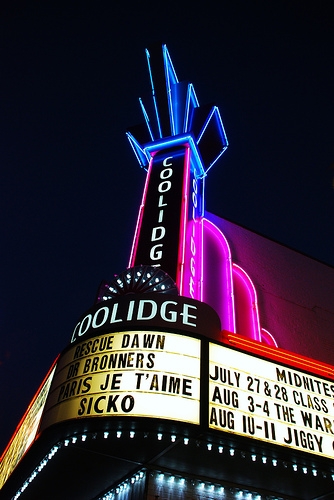 COOLIDGE
COOLIDGE
RESCUE DAWN
DR BRONNERS
PARIS JE T'AIME
SICKO
MIDNITES
JULY 27 & 28 CLASS
AUG 3-4 THE WAR
AUG 10-11 JIGGY